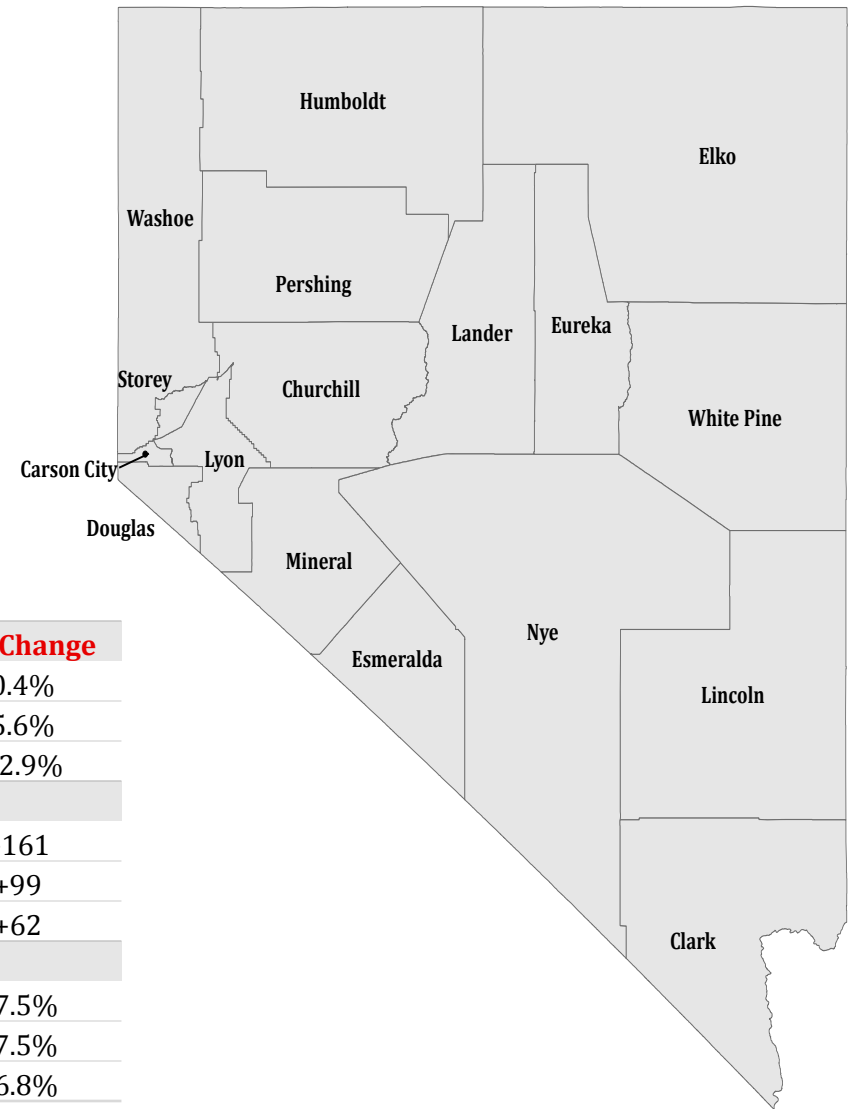 Humboldt
Elko
Washoe
Pershing
Lander
Eureka
Storey
Churchill
White Pine
Carson City
Lyon
Douglas
Mineral
Nye
Esmeralda
Lincoln
Clark
Change
0.4%
5.6%
2.9%
161
+99
+62
7.5%
7.5%
6.8%